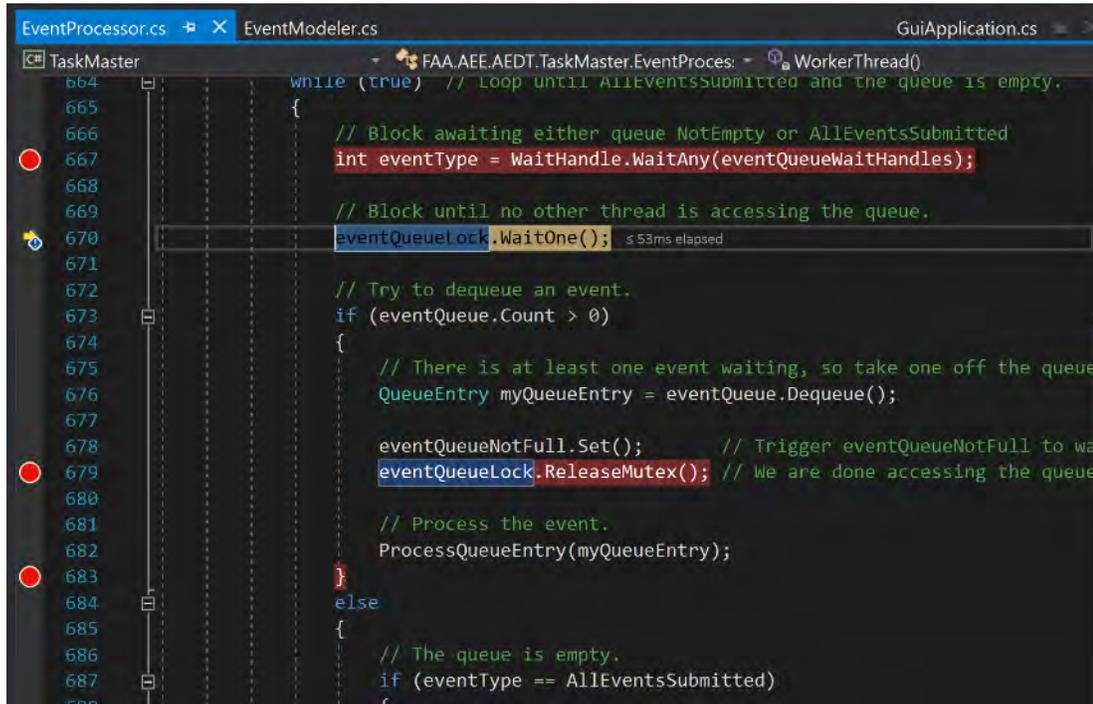 EventProcessor.cs EventModeler.cs GuiApplication.cs
C# TaskMaster FAA.AEE.AEDT.TaskMaster.EventProces: WorkerThread()
664 while (true) // Loop until AllEventsSubmitted and the queue is empty.
665 {
666 // Block awaiting either queue NotEmpty or AllEventsSubmitted
667 int eventType = WaitHandle.WaitAny(eventQueueWaitHandles);
668
669 // Block until no other thread is accessing the queue.
670 eventQueueLock.WaitOne(); ≤ 53ms elapsed
671
672 // Try to dequeue an event.
673 if (eventQueue.Count > 0)
674 {
675 // There is at least one event waiting, so take one off the queue
676 QueueEntry myQueueEntry = eventQueue.Dequeue();
677
678 eventQueueNotFull.Set(); // Trigger eventQueueNotFull to wa
679 eventQueueLock.ReleaseMutex(); // We are done accessing the queue
680
681 // Process the event.
682 ProcessQueueEntry(myQueueEntry);
683 }
684 else
685 {
686 // The queue is empty.
687 if (eventType == AllEventsSubmitted)